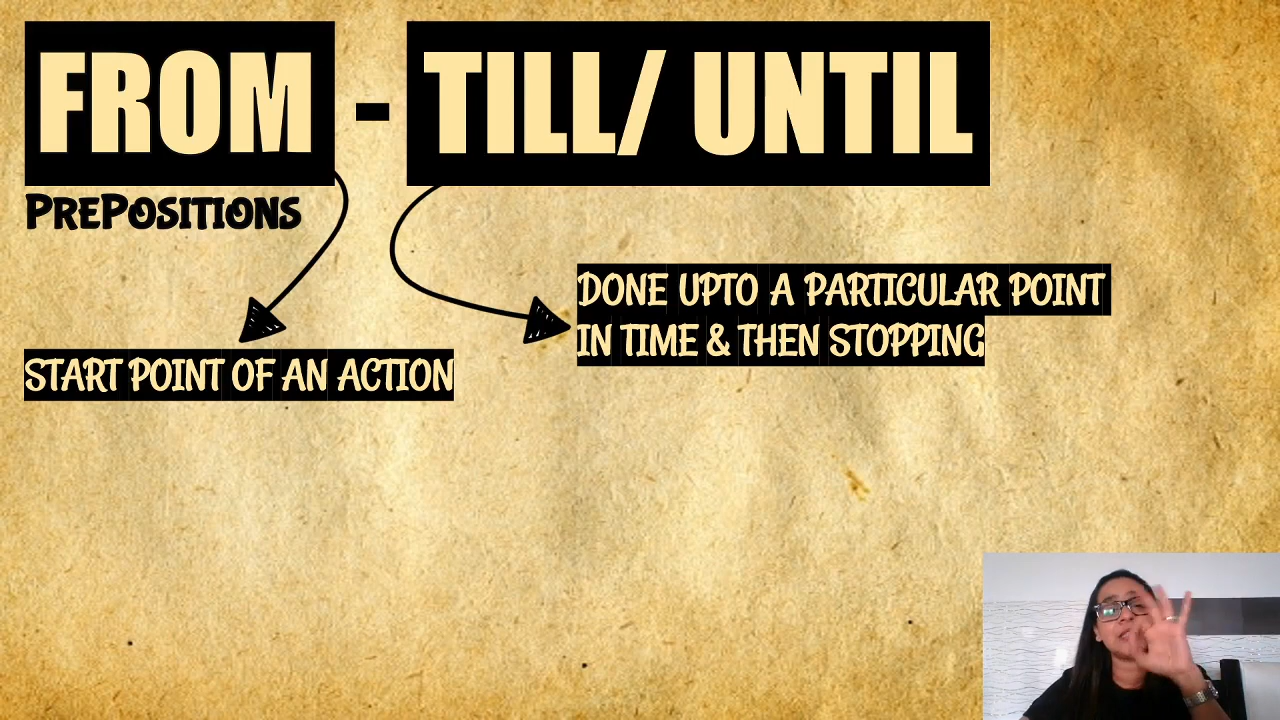 FROM - TILL/ UNTIL
PREPOSITIONS
DONE UPTO A PARTICULAR POINT
IN TIME & THEN STOPPING
START POINT OF AN ACTION